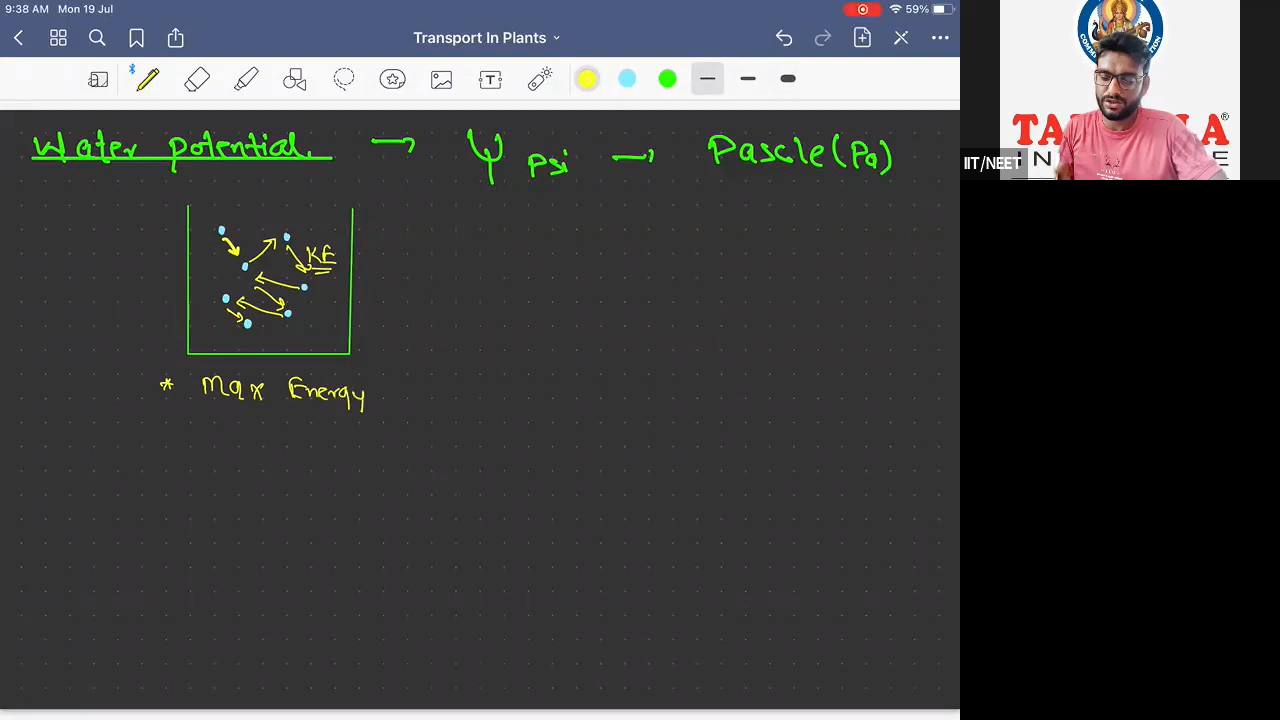 9:38 AM Mon 19 Jul
59%
Transport In Plants
T
Water potential → Ψ Psi → Pascle (Pa)
KE
* Max Energy
IIT/NEET